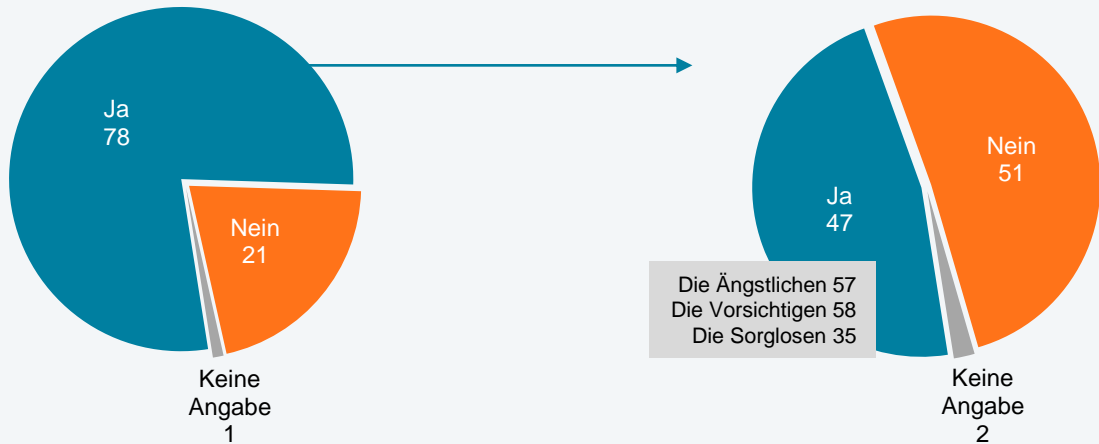 Ja
78
Nein
21
Keine
Angabe
1
Nein
51
Ja
47
Die Ängstlichen 57
Die Vorsichtigen 58
Die Sorglosen 35
Keine
Angabe
2